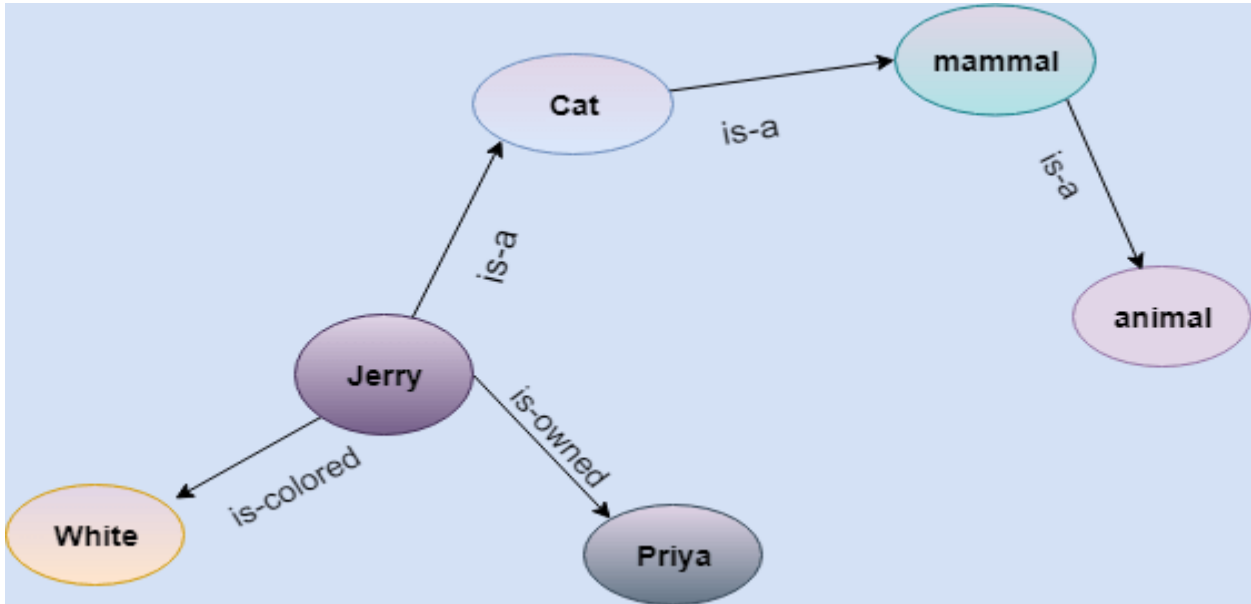 mammal
Cat
is-a
is-a
is-a
animal
Jerry
is-owned
is-colored
White
Priya